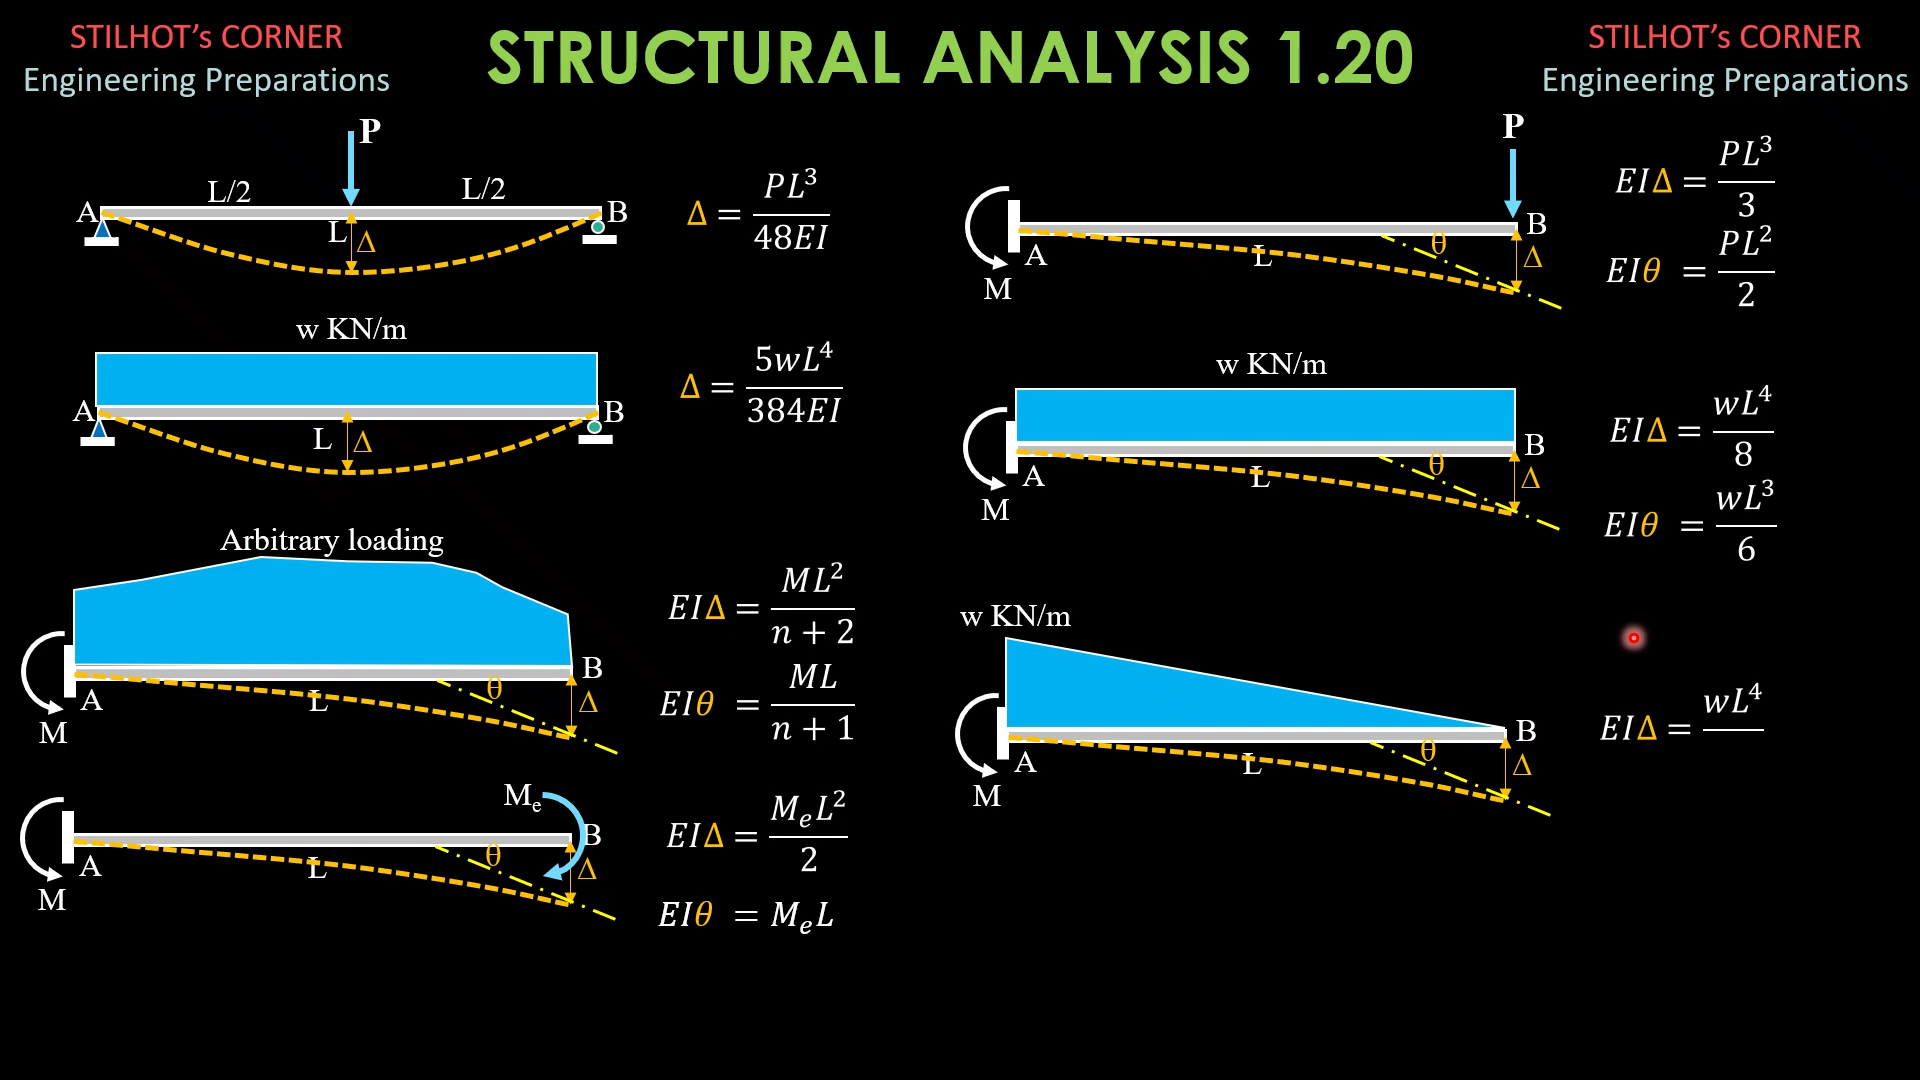 STILHOT's CORNER
Engineering Preparations
STRUCTURAL ANALYSIS 1.20
STILHOT's CORNER
Engineering Preparations
P
L/2
L/2
A
B
L
Δ
Δ = PL³/48EI
w KN/m
A
B
L
Δ
Δ = 5wL⁴/384EI
Arbitrary loading
B
A
L
θ
Δ
M
EIΔ = ML²/n + 2
EIθ = ML/n + 1
Mₑ
B
A
L
θ
Δ
M
EIΔ = MₑL²/2
EIθ = MₑL
P
B
A
L
θ
Δ
M
EIΔ = PL³/3
EIθ = PL²/2
w KN/m
B
A
L
θ
Δ
M
EIΔ = wL⁴/8
EIθ = wL³/6
w KN/m
B
A
L
θ
Δ
M
EIΔ = wL⁴/